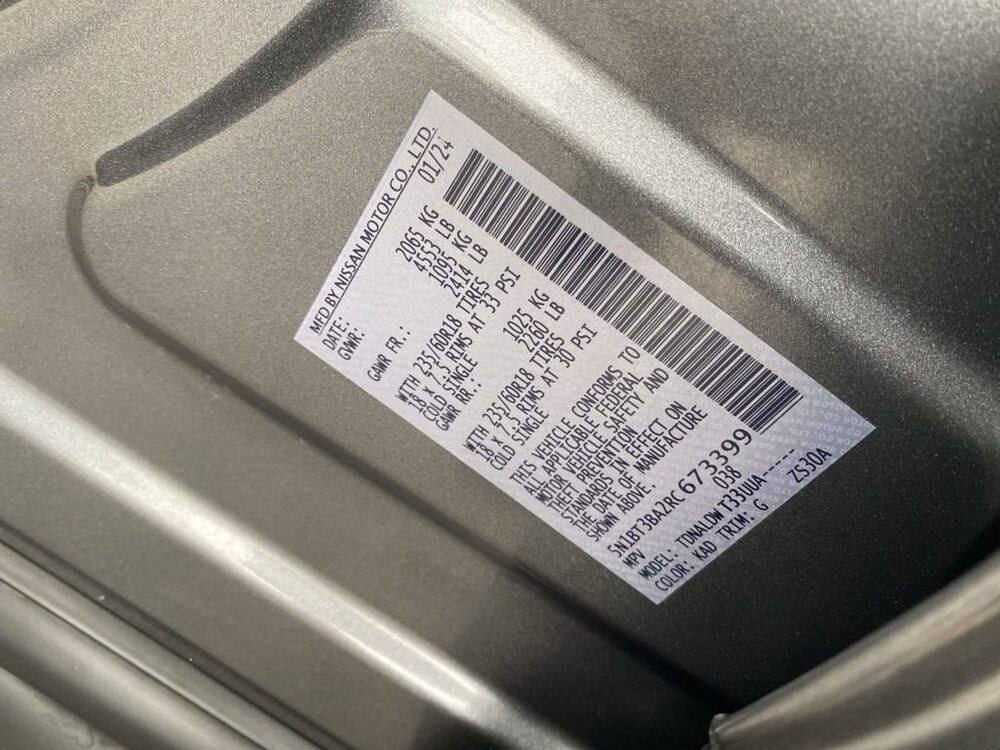 MFD BY NISSAN MOTOR CO., LTD.
DATE: 01/24
GVWR: 2065 KG
4553 LB
GAWR FR.: 1095 KG
2414 LB
WITH 235/60R18 TIRES
18 X 7.5 RIMS AT 33 PSI
COLD SINGLE
GAWR RR.: 1025 KG
2260 LB
WITH 235/60R18 TIRES
18 X 7.5 RIMS AT 30 PSI
COLD SINGLE
THIS VEHICLE CONFORMS TO
ALL APPLICABLE FEDERAL
MOTOR VEHICLE SAFETY AND
THEFT PREVENTION
STANDARDS IN EFFECT ON
THE DATE OF MANUFACTURE
SHOWN ABOVE.
5N1BT3BA2RC673399
MPV 038
MODEL: TDNALDWT33UUA-----
COLOR: KAD TRIM: G ZS30A